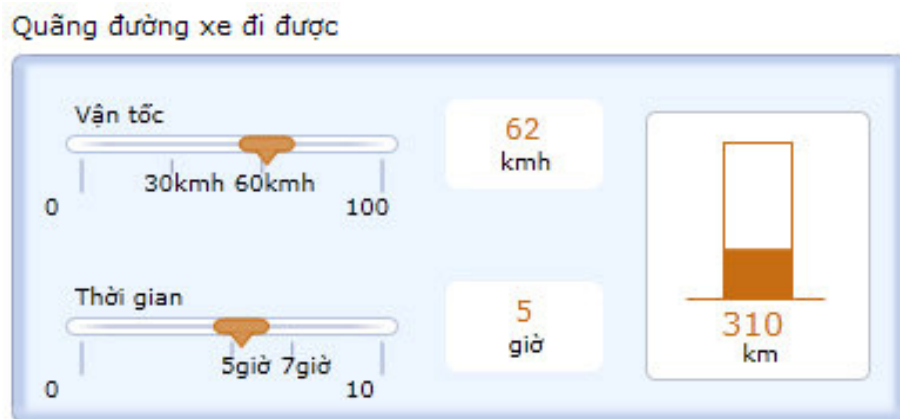 Quãng đường xe đi được
Vận tốc
30kmh 60kmh
0 100
62
kmh
Thời gian
5giờ 7giờ
0 10
5
giờ
310
km